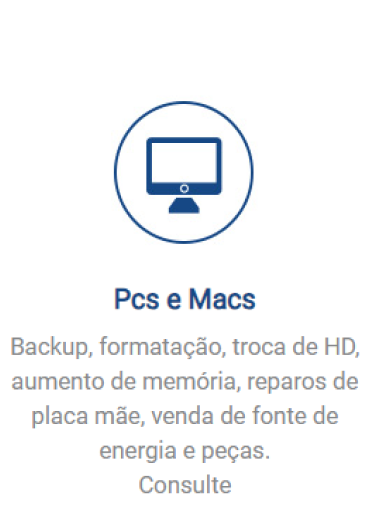 Pcs e Macs
Backup, formatação, troca de HD,
aumento de memória, reparos de
placa mãe, venda de fonte de
energia e peças.
Consulte